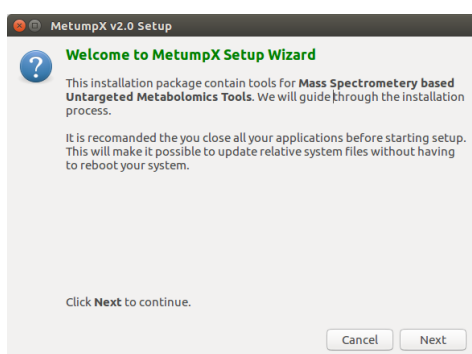 MetumpX v2.0 Setup
Welcome to MetumpX Setup Wizard
This installation package contain tools for Mass Spectrometery based
Untargeted Metabolomics Tools. We will guide through the installation
process.
It is recomanded the you close all your applications before starting setup.
This will make it possible to update relative system files without having
to reboot your system.
Click Next to continue.
Cancel Next